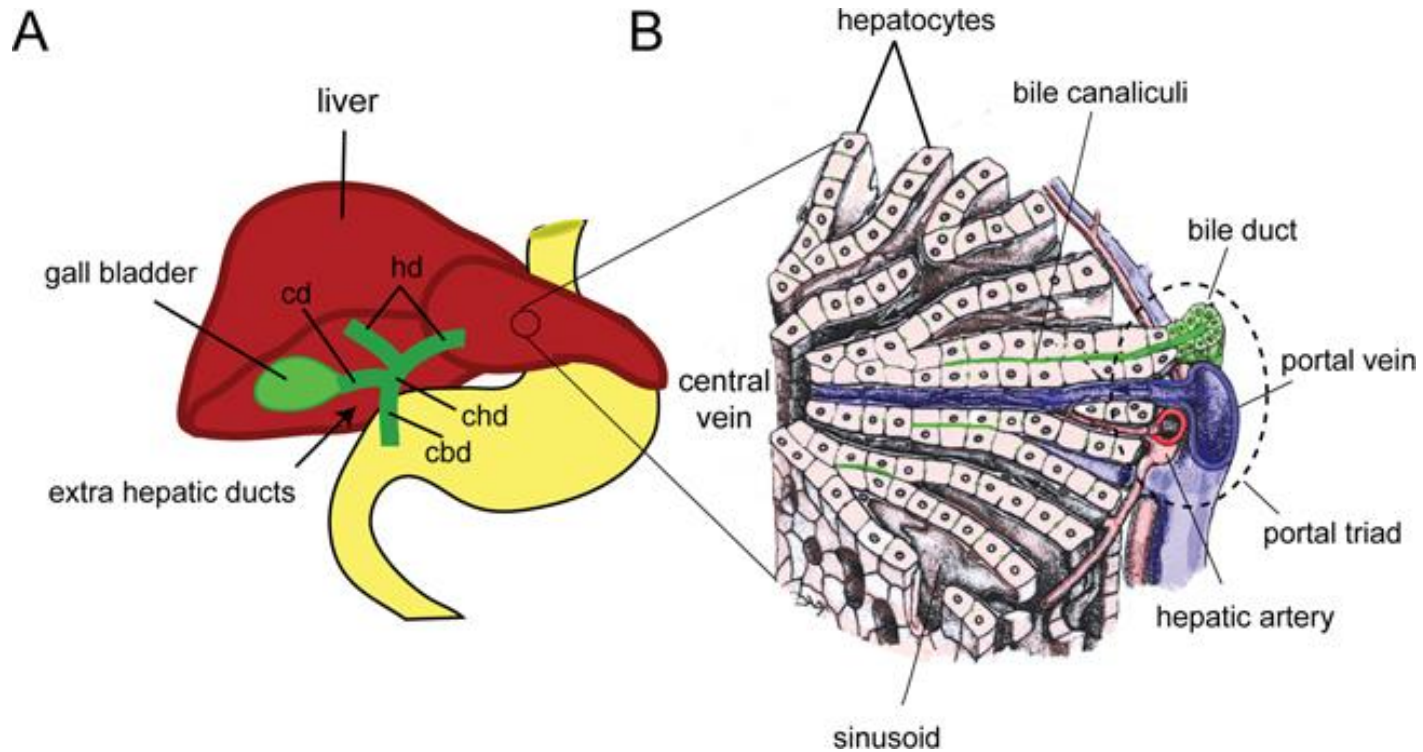 A
liver
gall bladder
cd
hd
chd
cbd
extra hepatic ducts
B
hepatocytes
bile canaliculi
bile duct
central
vein
portal vein
portal triad
hepatic artery
sinusoid